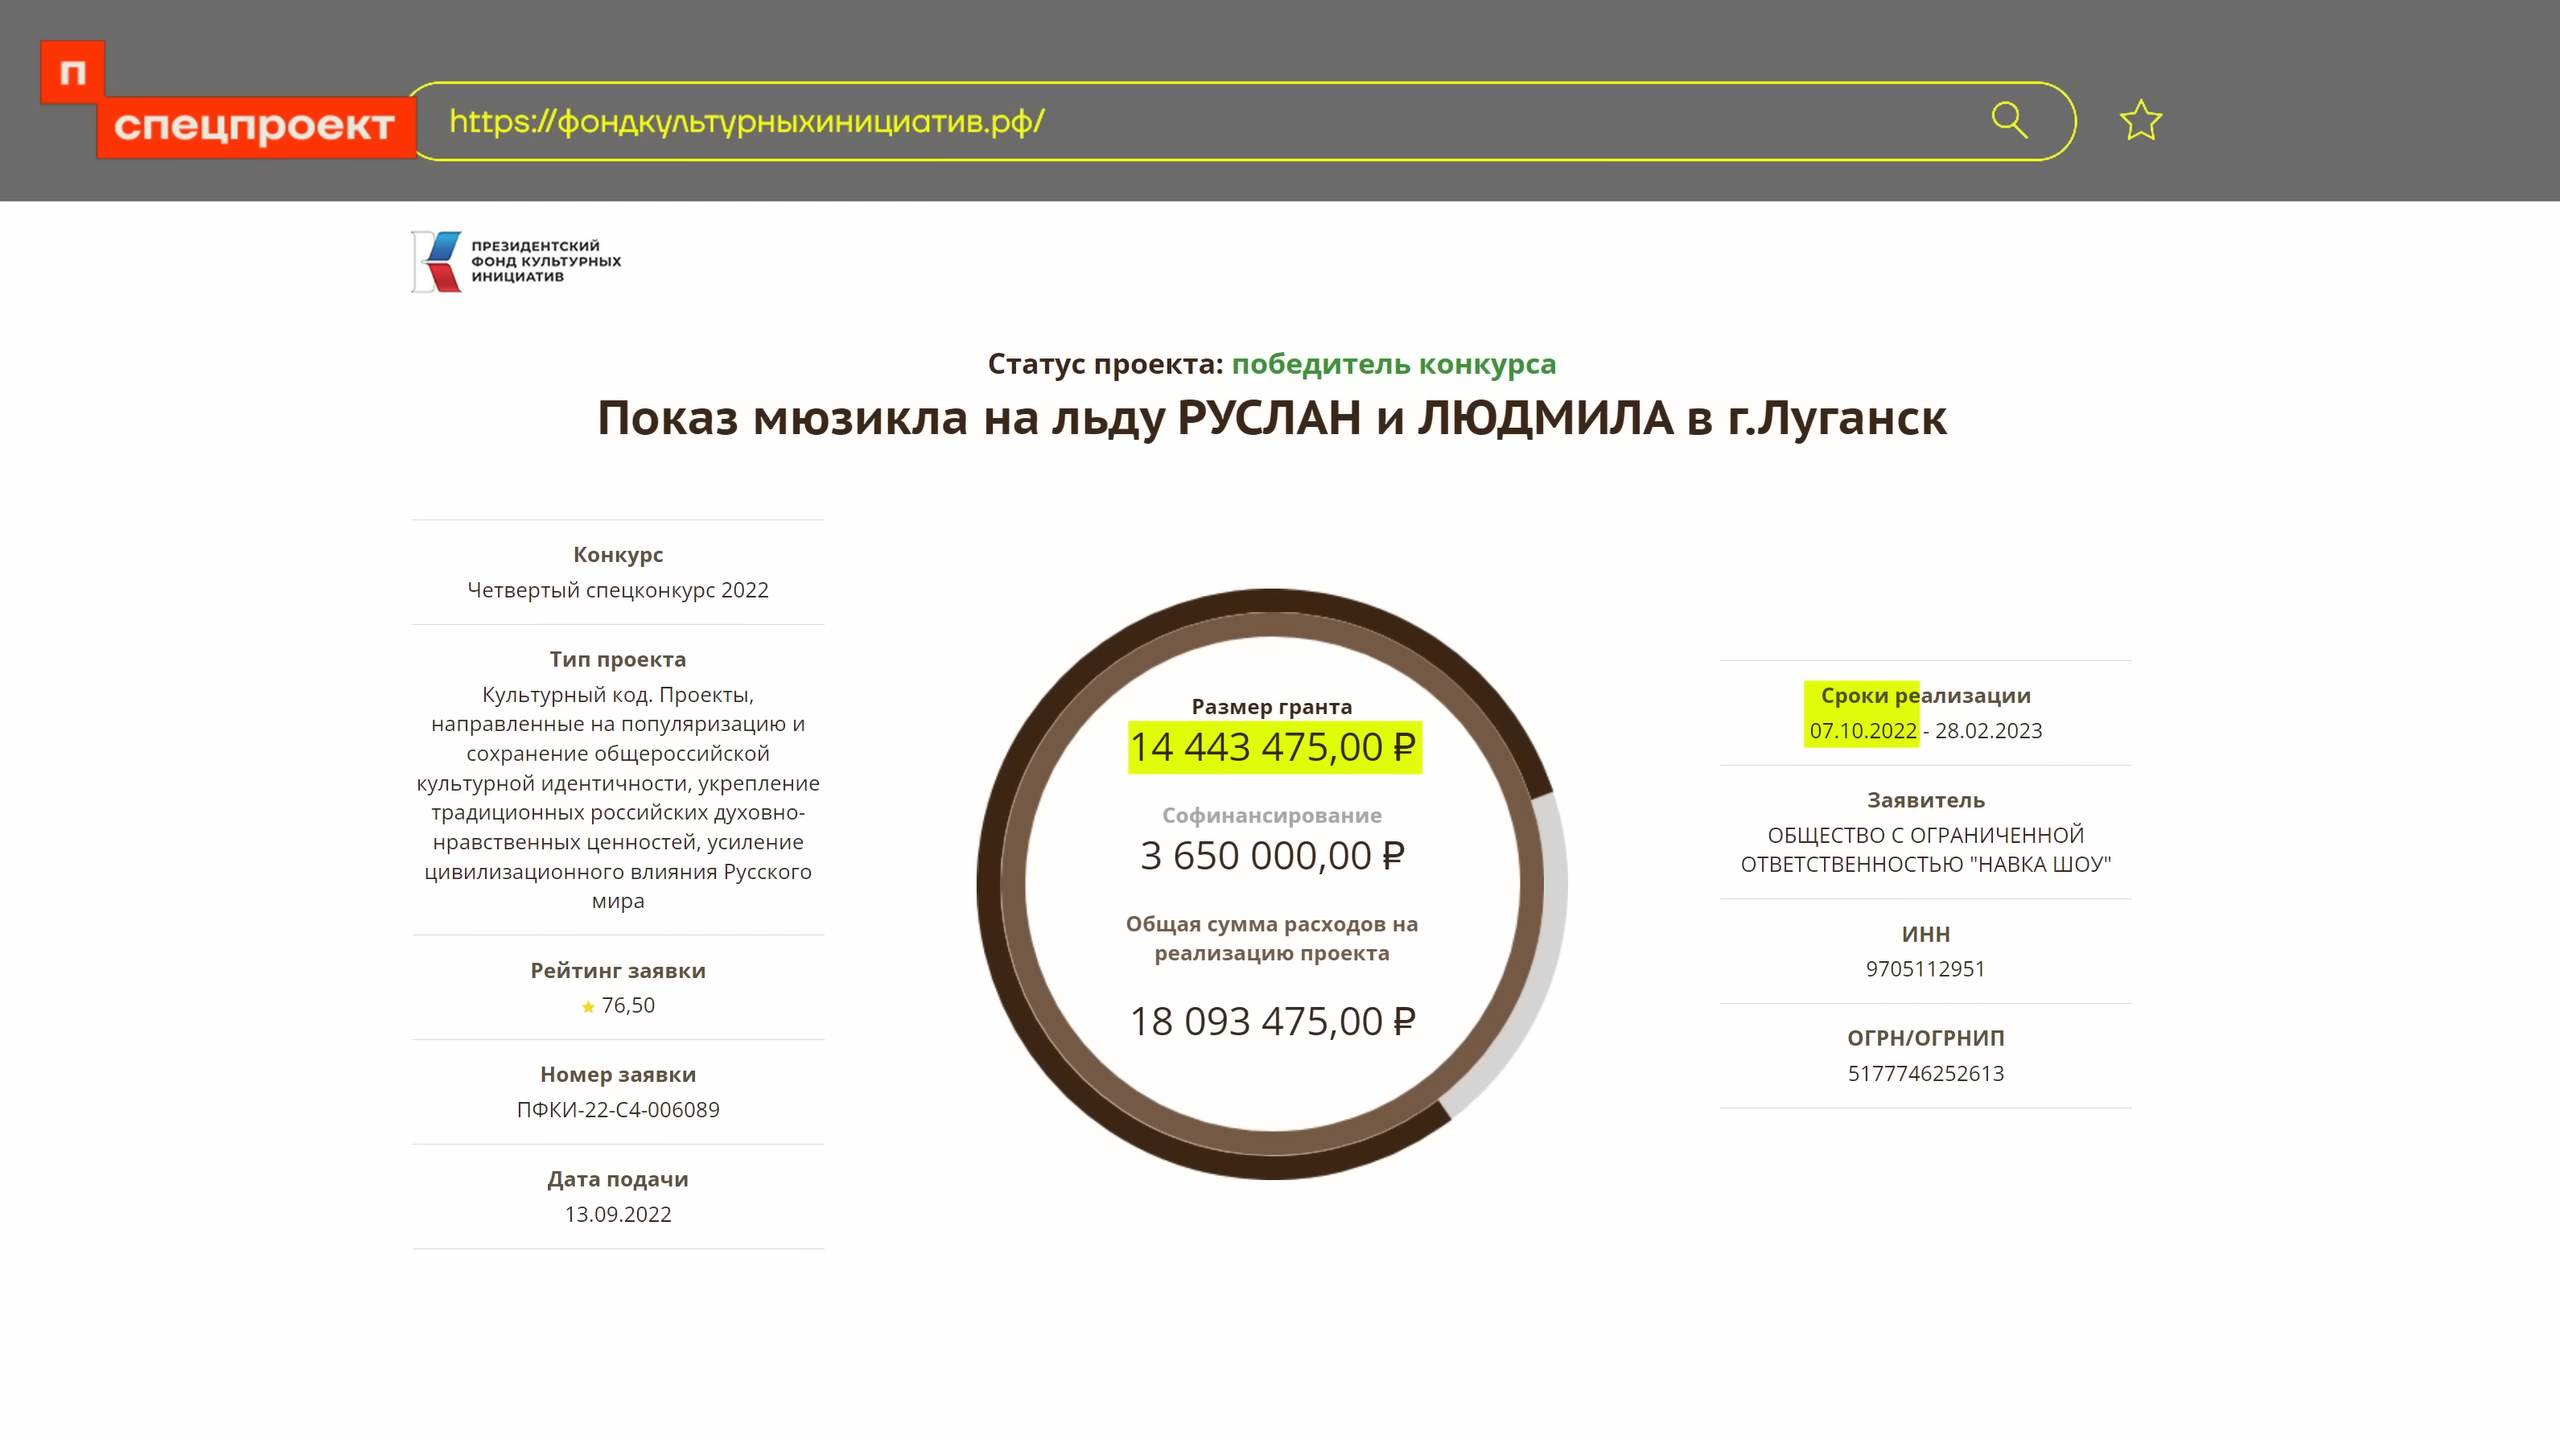 п
спецпроект
https://фондкультурныхинициатив.рф/
ПРЕЗИДЕНТСКИЙ
ФОНД КУЛЬТУРНЫХ
ИНИЦИАТИВ
Статус проекта: победитель конкурса
Показ мюзикла на льду РУСЛАН и ЛЮДМИЛА в г.Луганск
Конкурс
Четвертый спецконкурс 2022
Тип проекта
Культурный код. Проекты,
направленные на популяризацию и
сохранение общероссийской
культурной идентичности, укрепление
традиционных российских духовно-
нравственных ценностей, усиление
цивилизационного влияния Русского
мира
Рейтинг заявки
76,50
Номер заявки
ПФКИ-22-С4-006089
Дата подачи
13.09.2022
Размер гранта
14 443 475,00 ₽
Софинансирование
3 650 000,00 ₽
Общая сумма расходов на
реализацию проекта
18 093 475,00 ₽
Сроки реализации
07.10.2022 - 28.02.2023
Заявитель
ОБЩЕСТВО С ОГРАНИЧЕННОЙ
ОТВЕТСТВЕННОСТЬЮ "НАВКА ШОУ"
ИНН
9705112951
ОГРН/ОГРНИП
5177746252613